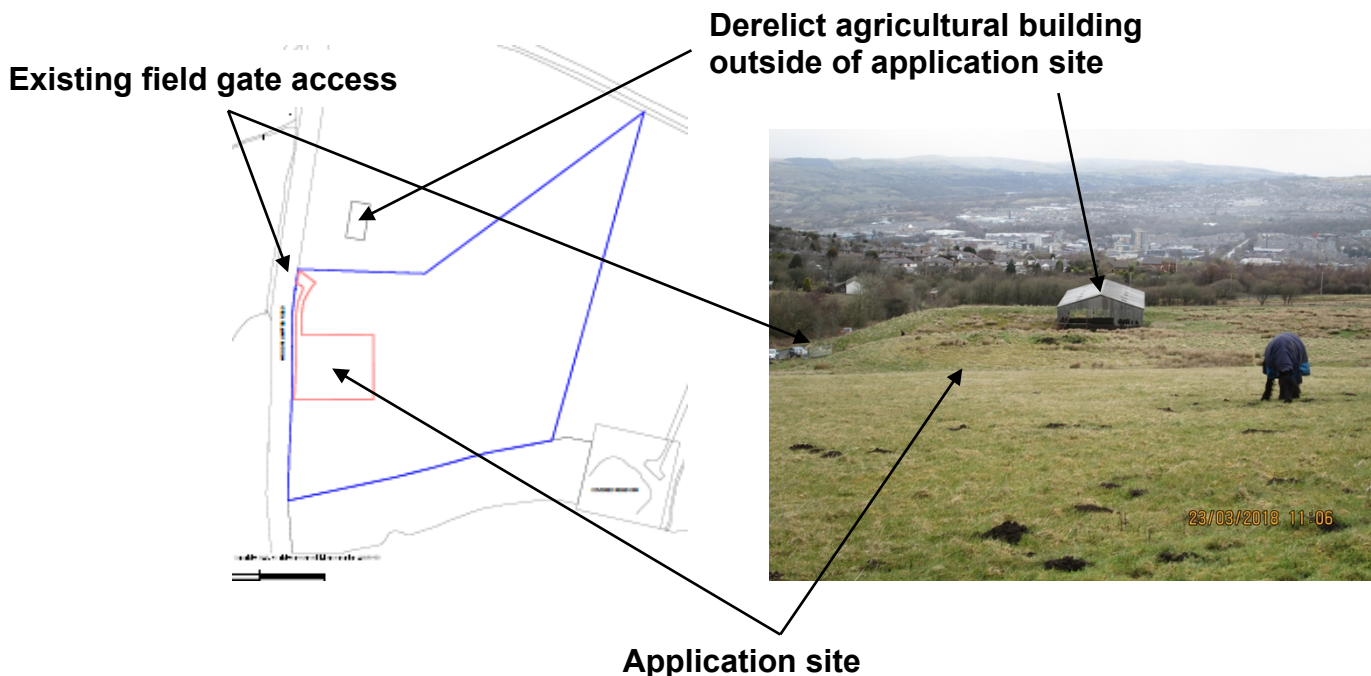 Derelict agricultural building
outside of application site
Existing field gate access
23/03/2018 11:06
Application site